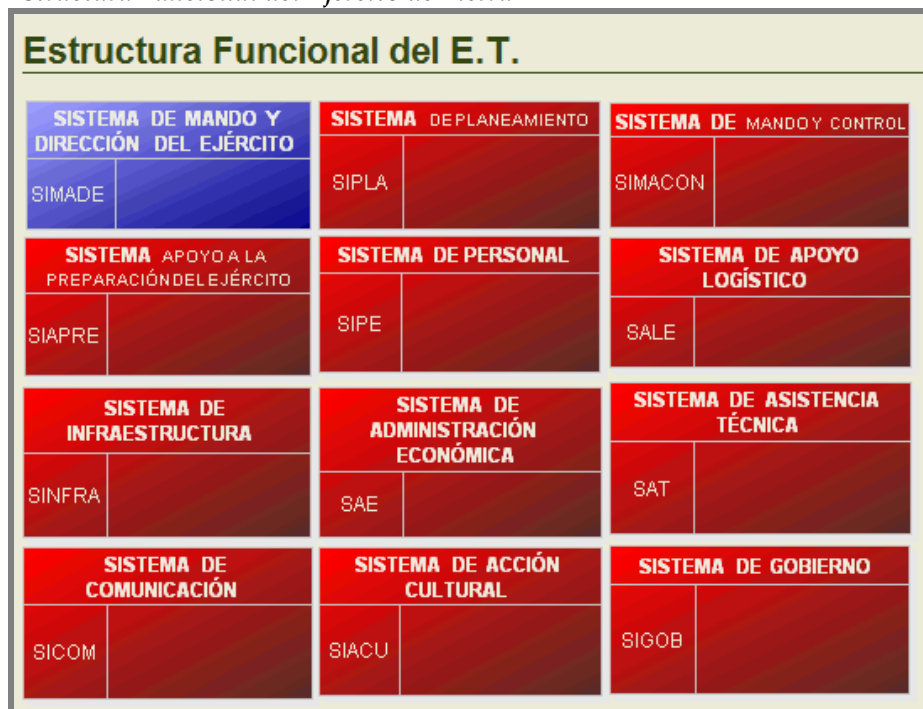 Estructura Funcional del E.T.
SISTEMA DE MANDO Y
DIRECCIÓN DEL EJÉRCITO
SIMADE
SISTEMA DE PLANEAMIENTO
SIPLA
SISTEMA DE MANDO Y CONTROL
SIMACON
SISTEMA APOYO A LA
PREPARACIÓN DEL EJÉRCITO
SIAPRE
SISTEMA DE PERSONAL
SIPE
SISTEMA DE APOYO
LOGÍSTICO
SALE
SISTEMA DE
INFRAESTRUCTURA
SINFRA
SISTEMA DE
ADMINISTRACIÓN
ECONÓMICA
SAE
SISTEMA DE ASISTENCIA
TÉCNICA
SAT
SISTEMA DE
COMUNICACIÓN
SICOM
SISTEMA DE ACCIÓN
CULTURAL
SIACU
SISTEMA DE GOBIERNO
SIGOB